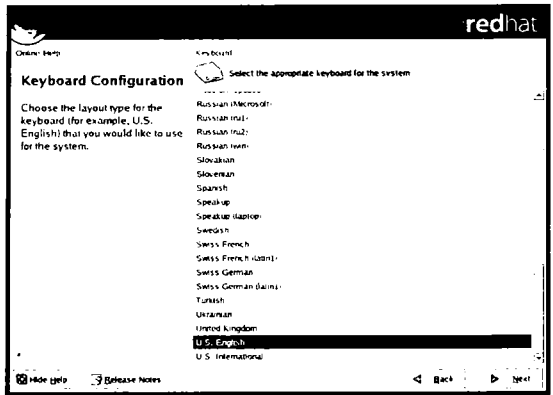 redhat
Online Help
Keyboard Configuration
Choose the layout type for the
keyboard (for example, U.S.
English) that you would like to use
for the system.
Keyboard
Select the appropriate keyboard for the system
Russian (Microsoft)
Russian (ru1)
Russian (ru2)
Russian (win)
Slovakian
Slovenian
Spanish
Speakup
Speakup (laptop)
Swedish
Swiss French
Swiss French (latin1)
Swiss German
Swiss German (latin1)
Turkish
Ukrainian
United Kingdom
U.S. English
U.S. International
Hide Help
Release Notes
Back
Next